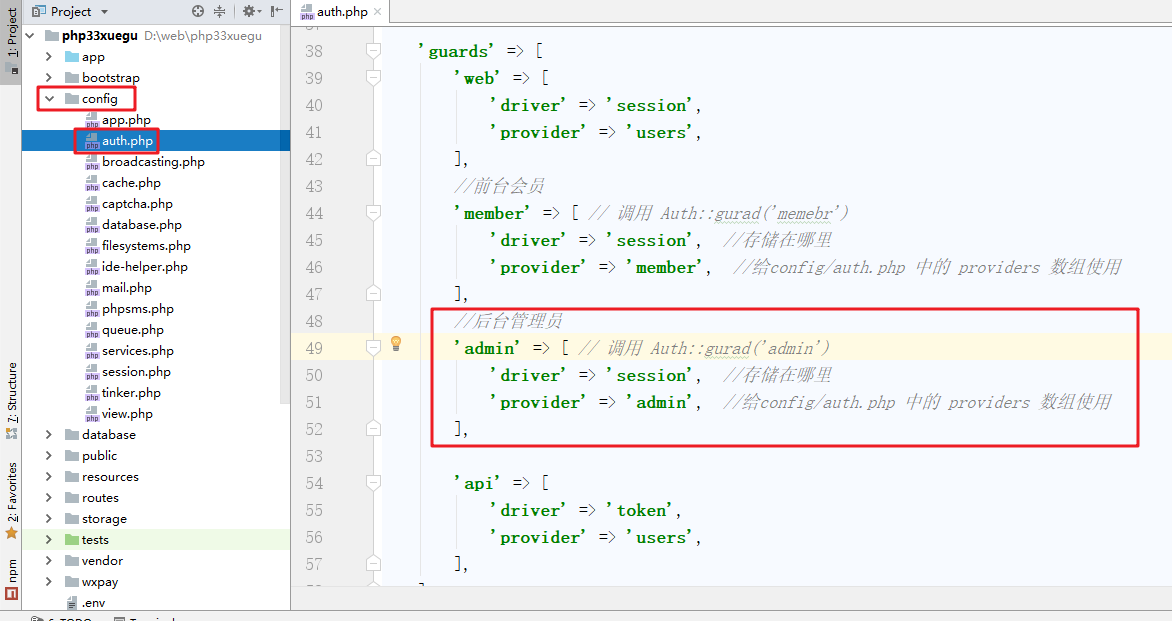 Project
auth.php
1: Project
php33xuegu D:\web\php33xuegu
app
bootstrap
config
app.php
auth.php
broadcasting.php
cache.php
captcha.php
database.php
filesystems.php
ide-helper.php
mail.php
phpsms.php
queue.php
services.php
session.php
tinker.php
view.php
database
public
resources
routes
storage
tests
vendor
wxpay
.env
7: Structure
2: Favorites
npm
38 'guards' => [
39 'web' => [
40 'driver' => 'session',
41 'provider' => 'users',
42 ],
43 //前台会员
44 'member' => [ // 调用 Auth::gurad('memebr')
45 'driver' => 'session', //存储在哪里
46 'provider' => 'member', //给config/auth.php 中的 providers 数组使用
47 ],
48 //后台管理员
49 'admin' => [ // 调用 Auth::gurad('admin')
50 'driver' => 'session', //存储在哪里
51 'provider' => 'admin', //给config/auth.php 中的 providers 数组使用
52 ],
53
54 'api' => [
55 'driver' => 'token',
56 'provider' => 'users',
57 ],